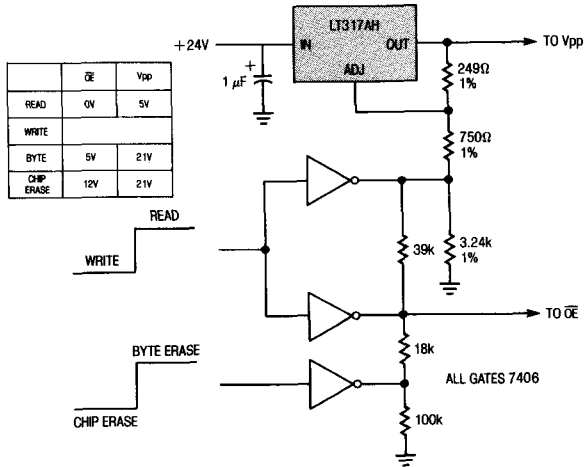 LT317AH
+24V
IN
OUT
TO Vpp
ADJ
+
1 μF
249Ω
1%
750Ω
1%
O̅E̅ Vpp
READ 0V 5V
WRITE
BYTE 5V 21V
CHIP
ERASE 12V 21V
READ
WRITE
39k
3.24k
1%
TO O̅E̅
BYTE ERASE
18k
ALL GATES 7406
CHIP ERASE
100k